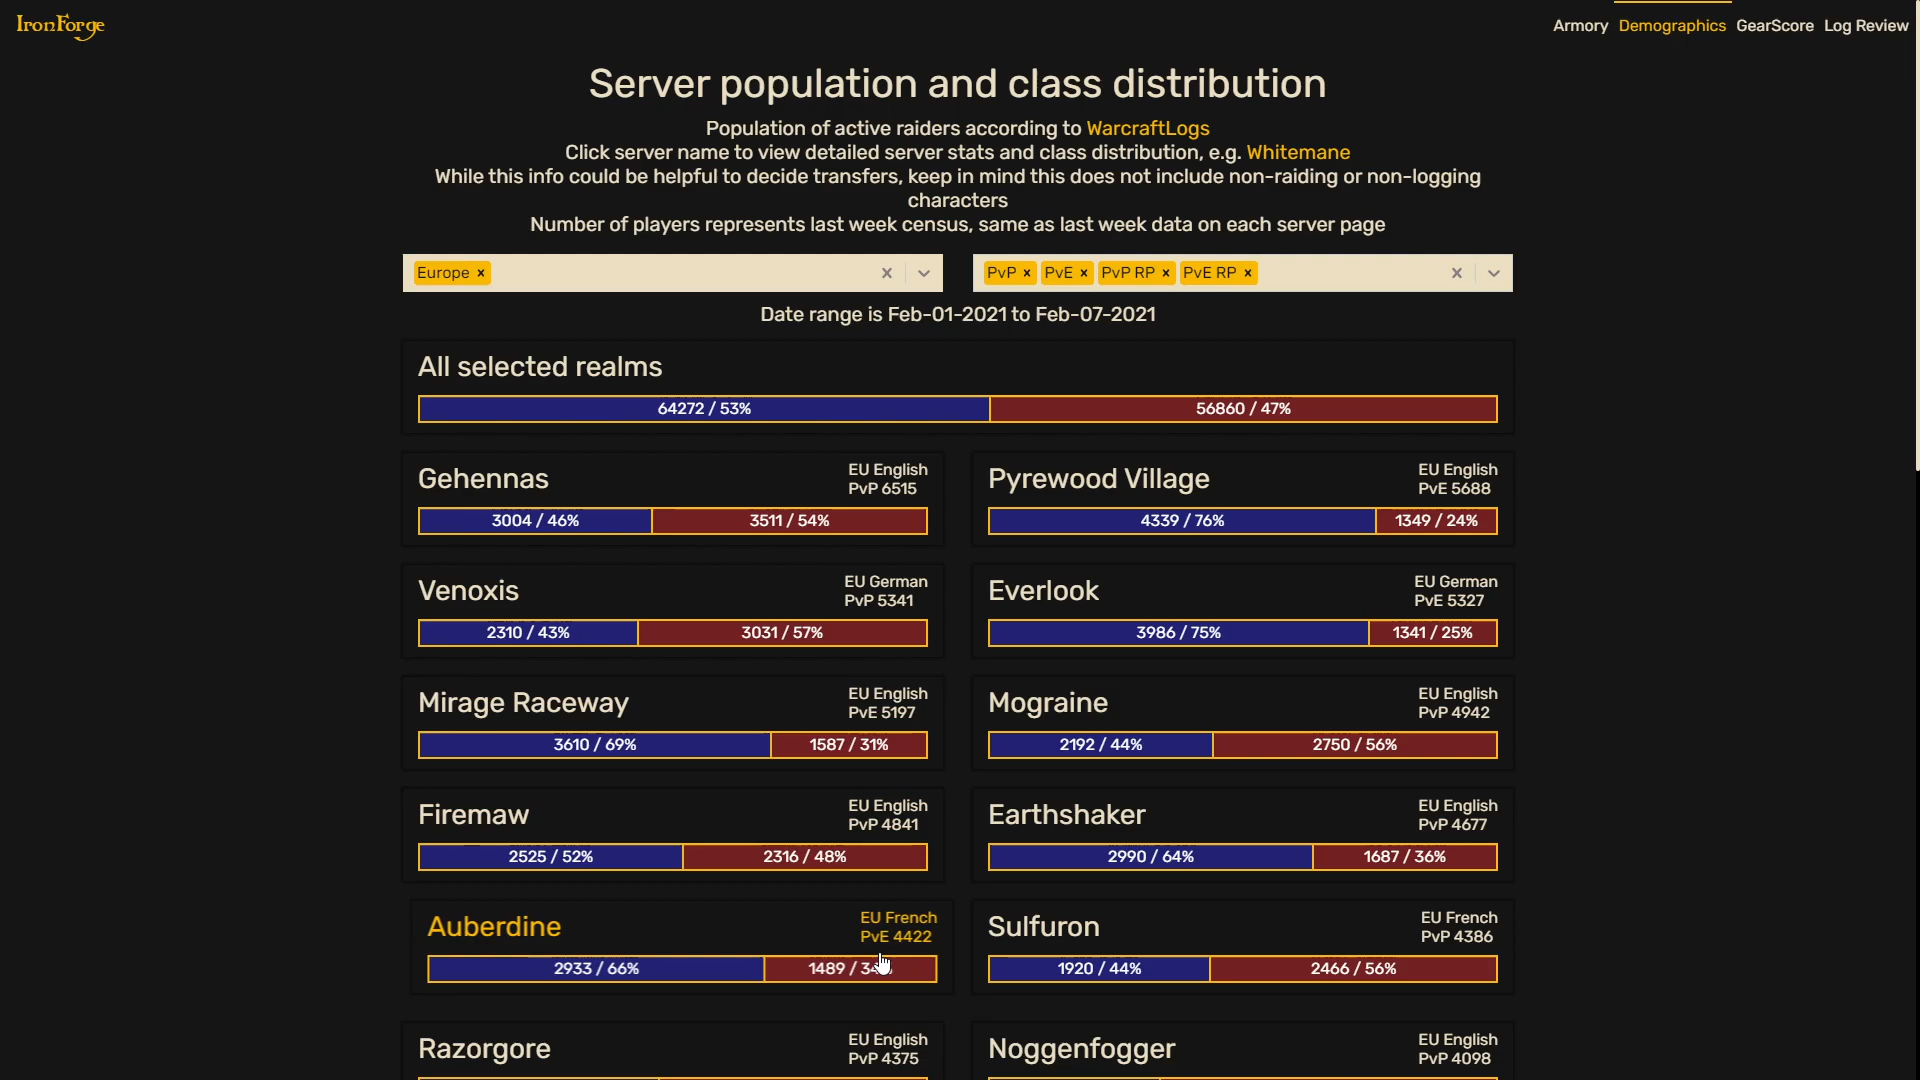 IronForge
Armory Demographics GearScore Log Review
Server population and class distribution
Population of active raiders according to WarcraftLogs
Click server name to view detailed server stats and class distribution, e.g. Whitemane
While this info could be helpful to decide transfers, keep in mind this does not include non-raiding or non-logging
characters
Number of players represents last week census, same as last week data on each server page
Europe × PvP × PvE × PvP RP × PvE RP ×
Date range is Feb-01-2021 to Feb-07-2021
All selected realms
64272 / 53% 56860 / 47%
Gehennas
EU English
PvP 6515
3004 / 46% 3511 / 54%
Pyrewood Village
EU English
PvE 5688
4339 / 76% 1349 / 24%
Venoxis
EU German
PvP 5341
2310 / 43% 3031 / 57%
Everlook
EU German
PvE 5327
3986 / 75% 1341 / 25%
Mirage Raceway
EU English
PvE 5197
3610 / 69% 1587 / 31%
Mograine
EU English
PvP 4942
2192 / 44% 2750 / 56%
Firemaw
EU English
PvP 4841
2525 / 52% 2316 / 48%
Earthshaker
EU English
PvP 4677
2990 / 64% 1687 / 36%
Auberdine
EU French
PvE 4422
2933 / 66% 1489 /
Sulfuron
EU French
PvP 4386
1920 / 44% 2466 / 56%
Razorgore
EU English
PvP 4375
Noggenfogger
EU English
PvP 4098